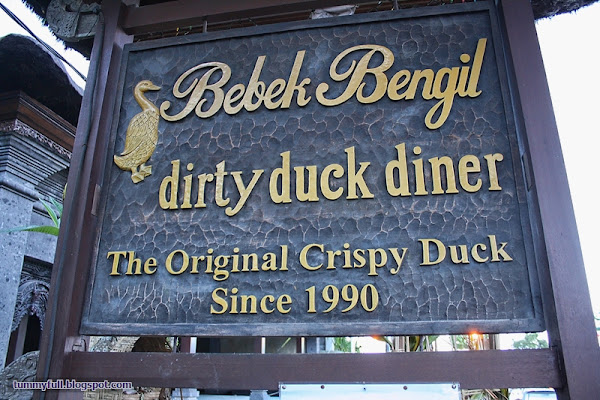 Bebek Bengil
dirty duck diner
The Original Crispy Duck
Since 1990
tummyfull.blogspot.com